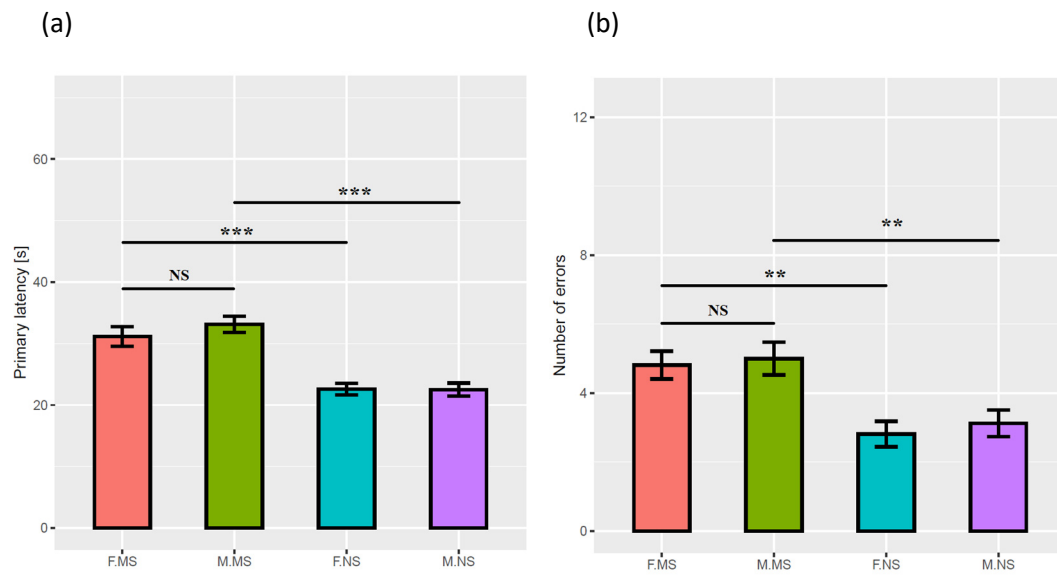 (a)
(b)
Primary latency [s]
60
40
20
0
***
***
NS
F.MS M.MS F.NS M.NS
Number of errors
12
8
4
0
**
**
NS
F.MS M.MS F.NS M.NS